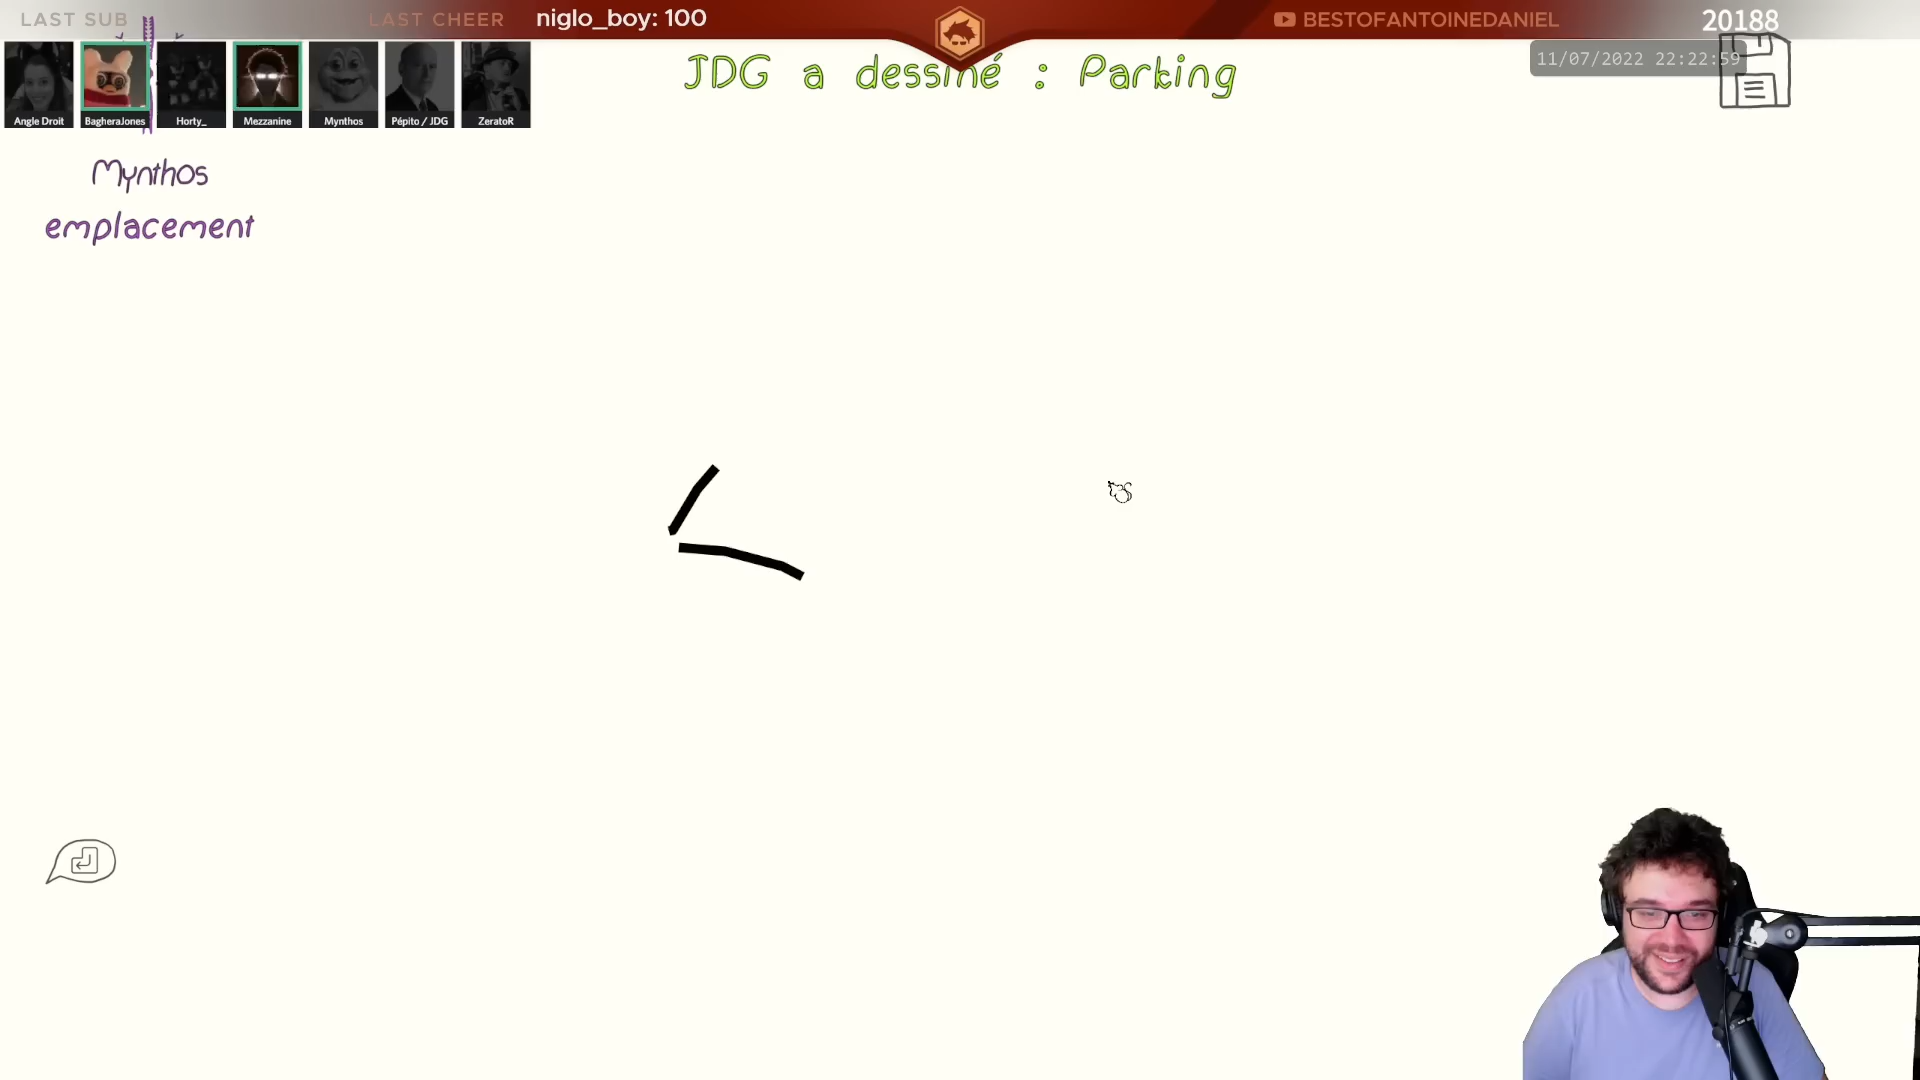 LAST SUB
LAST CHEER
niglo_boy: 100
BESTOFANTOINEDANIEL
20188
11/07/2022 22:22:59
JDG a dessiné : Parking
Angle Droit
BagheraJones
Horty_
Mezzanine
Mynthos
Pépito / JDG
ZeratoR
Mynthos
emplacement